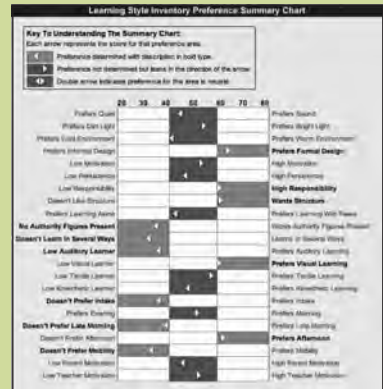 Learning Style Inventory Preference Summary Chart
Key To Understanding The Summary Chart:
Each arrow represents the score for that preference area.
Preference determined with description in bold type.
Preference not determined but leans in the direction of the arrow.
Double arrow indicates preference for this area is neutral.
20 30 40 50 60 70 80
Prefers Quiet Prefers Sound
Prefers Dim Light Prefers Bright Light
Prefers Cold Environment Prefers Warm Environment
Prefers Informal Design Prefers Formal Design
Low Motivation High Motivation
Low Persistence High Persistence
Low Responsibility High Responsibility
Doesn't Like Structure Wants Structure
Prefers Learning Alone Prefers Learning With Peers
No Authority Figures Present Wants Authority Figures Present
Doesn't Learn in Several Ways Learns in Several Ways
Low Auditory Learner Prefers Auditory Learning
Low Visual Learner Prefers Visual Learning
Low Tactile Learner Prefers Tactile Learning
Low Kinesthetic Learner Prefers Kinesthetic Learning
Doesn't Prefer Intake Prefers Intake
Prefers Evening Prefers Morning
Doesn't Prefer Late Morning Prefers Late Morning
Doesn't Prefer Afternoon Prefers Afternoon
Doesn't Prefer Mobility Prefers Mobility
Low Parent Motivation High Parent Motivation
Low Teacher Motivation High Teacher Motivation